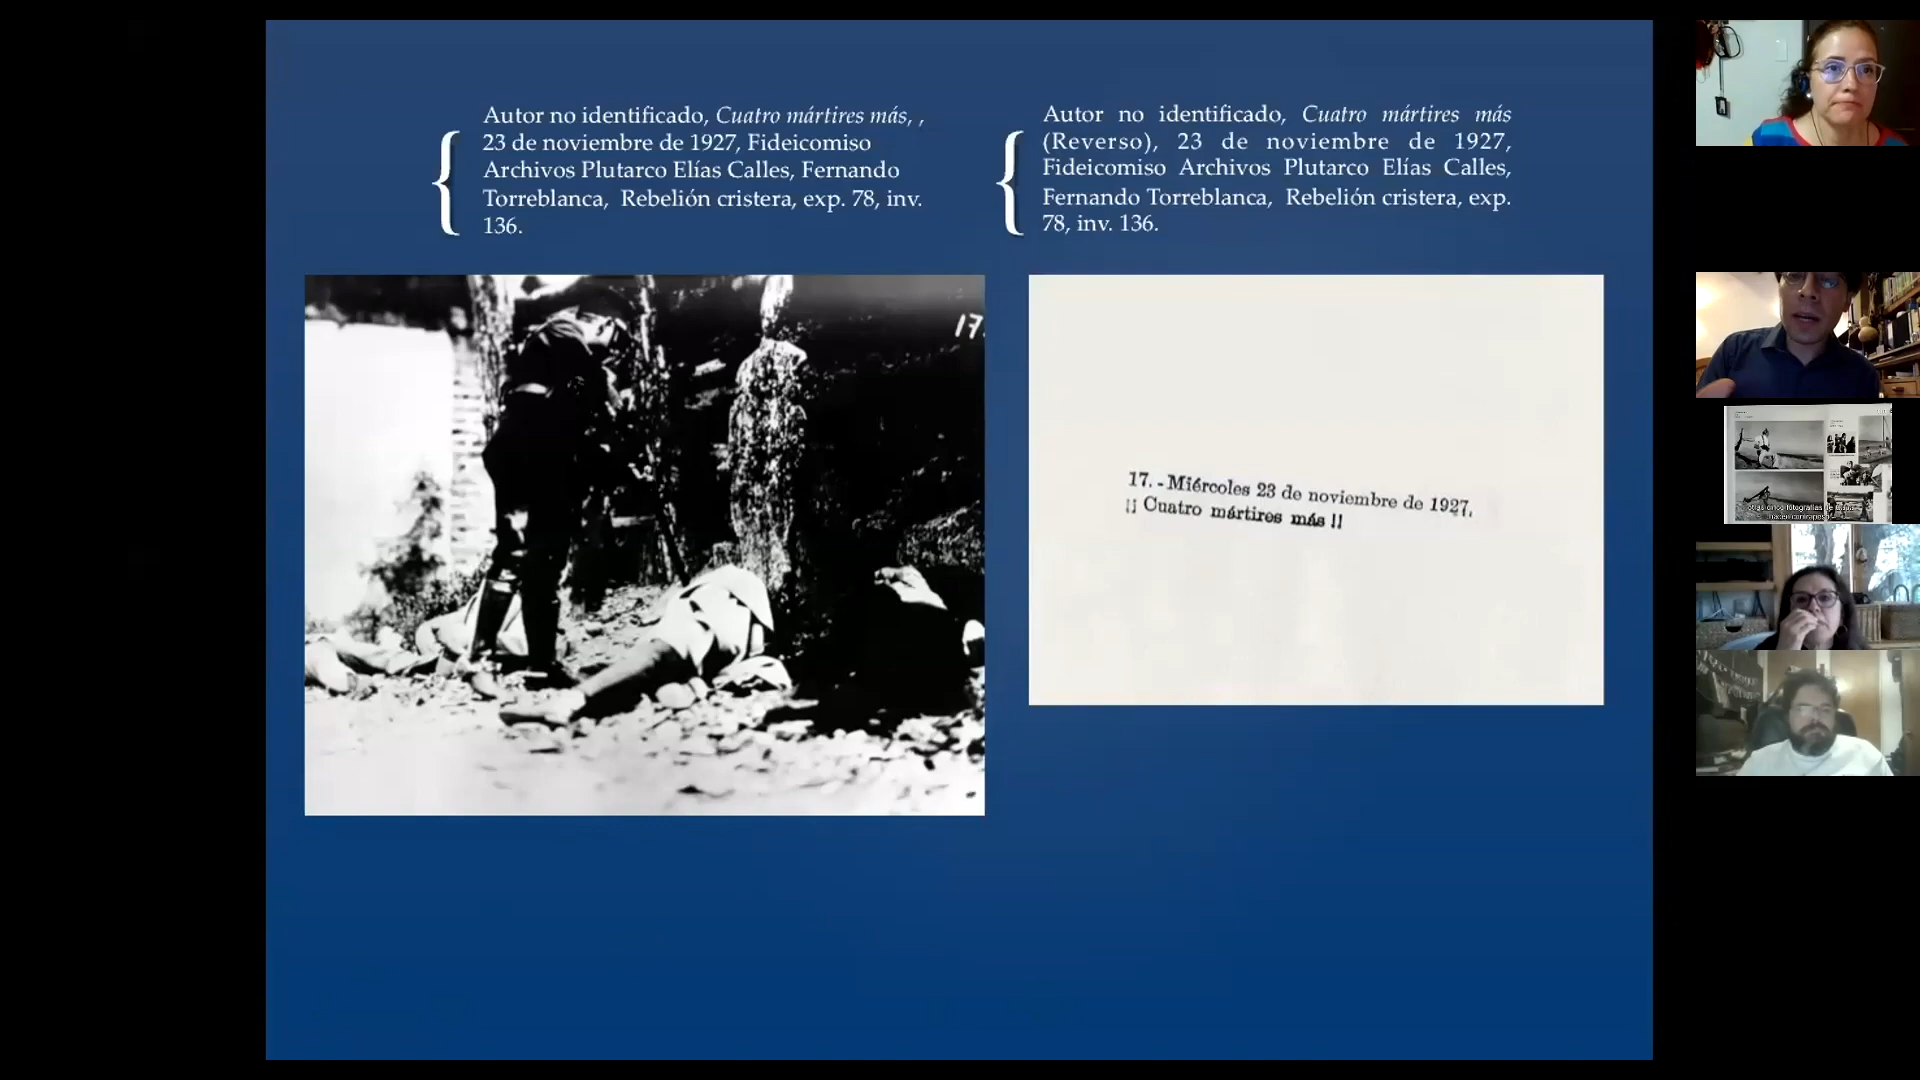 Autor no identificado, Cuatro mártires más, ,
23 de noviembre de 1927, Fideicomiso
Archivos Plutarco Elías Calles, Fernando
Torreblanca, Rebelión cristera, exp. 78, inv.
136.
Autor no identificado, Cuatro mártires más
(Reverso), 23 de noviembre de 1927,
Fideicomiso Archivos Plutarco Elías Calles,
Fernando Torreblanca, Rebelión cristera, exp.
78, inv. 136.
17.
17. - Miércoles 23 de noviembre de 1927.
¡¡ Cuatro mártires más !!